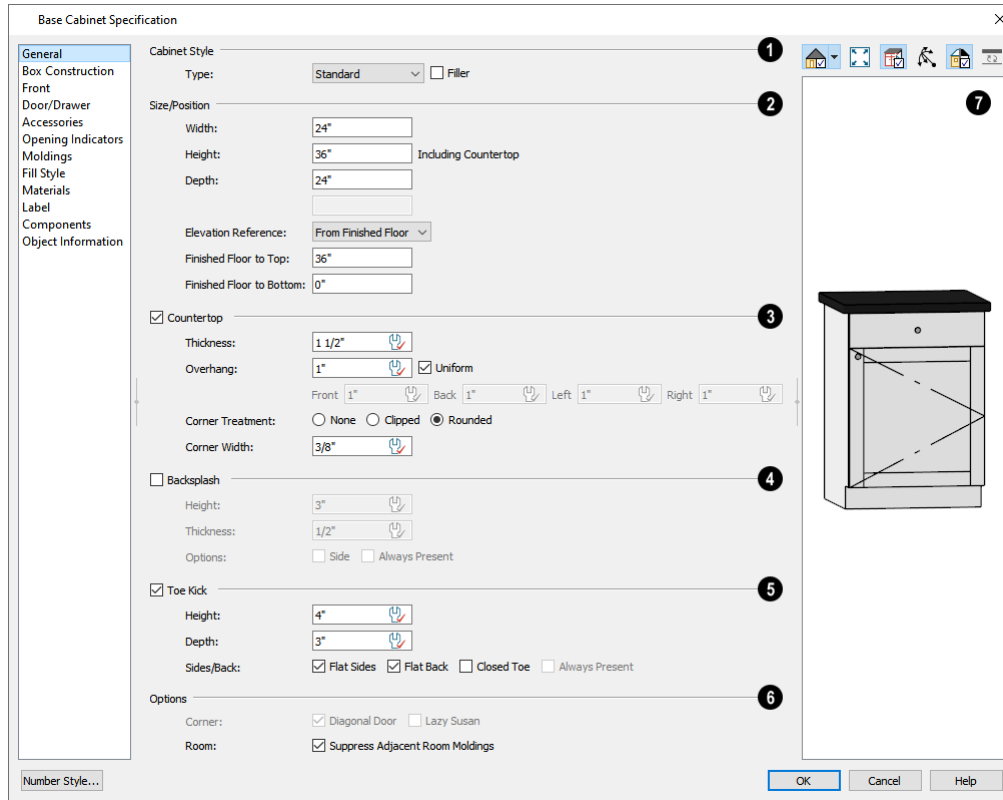 Base Cabinet Specification
General
Box Construction
Front
Door/Drawer
Accessories
Opening Indicators
Moldings
Fill Style
Materials
Label
Components
Object Information
Cabinet Style 1
Type: Standard Filler
Size/Position 2
Width: 24"
Height: 36" Including Countertop
Depth: 24"
Elevation Reference: From Finished Floor
Finished Floor to Top: 36"
Finished Floor to Bottom: 0"
Countertop 3
Thickness: 1 1/2"
Overhang: 1" Uniform
Front 1" Back 1" Left 1" Right 1"
Corner Treatment: None Clipped Rounded
Corner Width: 3/8"
Backsplash 4
Height: 3"
Thickness: 1/2"
Options: Side Always Present
Toe Kick 5
Height: 4"
Depth: 3"
Sides/Back: Flat Sides Flat Back Closed Toe Always Present
Options 6
Corner: Diagonal Door Lazy Susan
Room: Suppress Adjacent Room Moldings
7
Number Style... OK Cancel Help